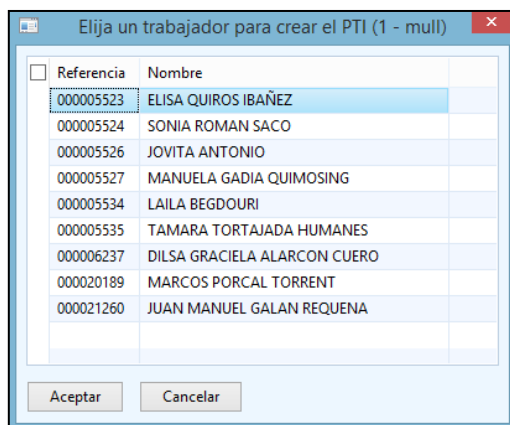 Elija un trabajador para crear el PTI (1 - mull)
Referencia Nombre
000005523 ELISA QUIROS IBAÑEZ
000005524 SONIA ROMAN SACO
000005526 JOVITA ANTONIO
000005527 MANUELA GADIA QUIMOSING
000005534 LAILA BEGDOURI
000005535 TAMARA TORTAJADA HUMANES
000006237 DILSA GRACIELA ALARCON CUERO
000020189 MARCOS PORCAL TORRENT
000021260 JUAN MANUEL GALAN REQUENA
Aceptar Cancelar